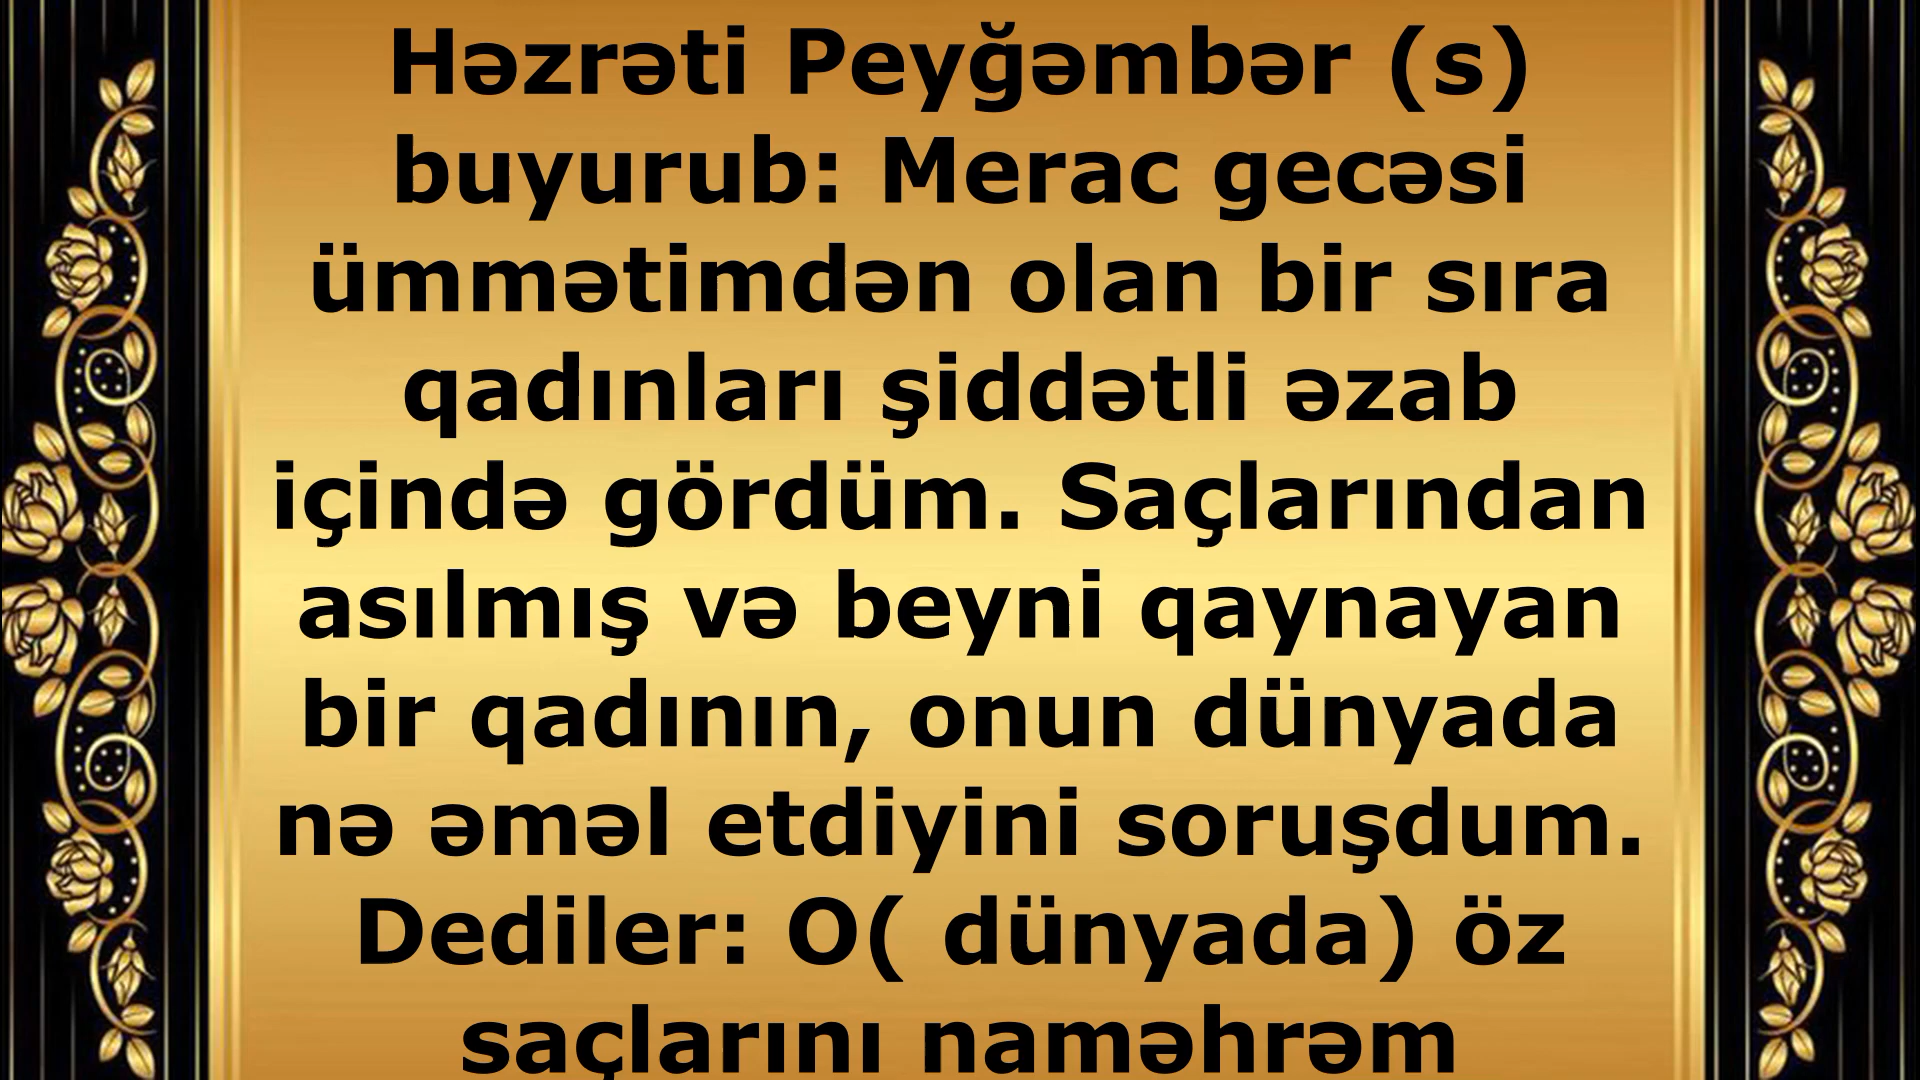 Həzrəti Peyğəmbər (s)
buyurub: Merac gecəsi
ümmətimdən olan bir sıra
qadınları şiddətli əzab
içində gördüm. Saçlarından
asılmış və beyni qaynayan
bir qadının, onun dünyada
nə əməl etdiyini soruşdum.
Dediler: O( dünyada) öz
saçlarını naməhrəm